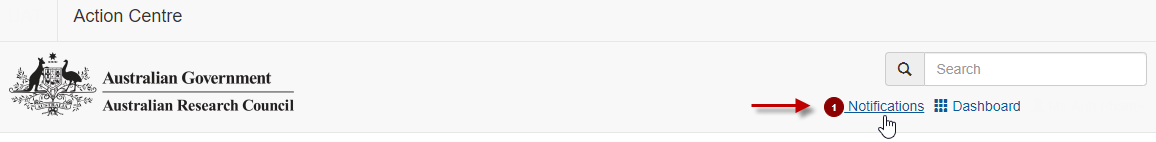 Action Centre
Australian Government
Australian Research Council
Search
1 Notifications Dashboard